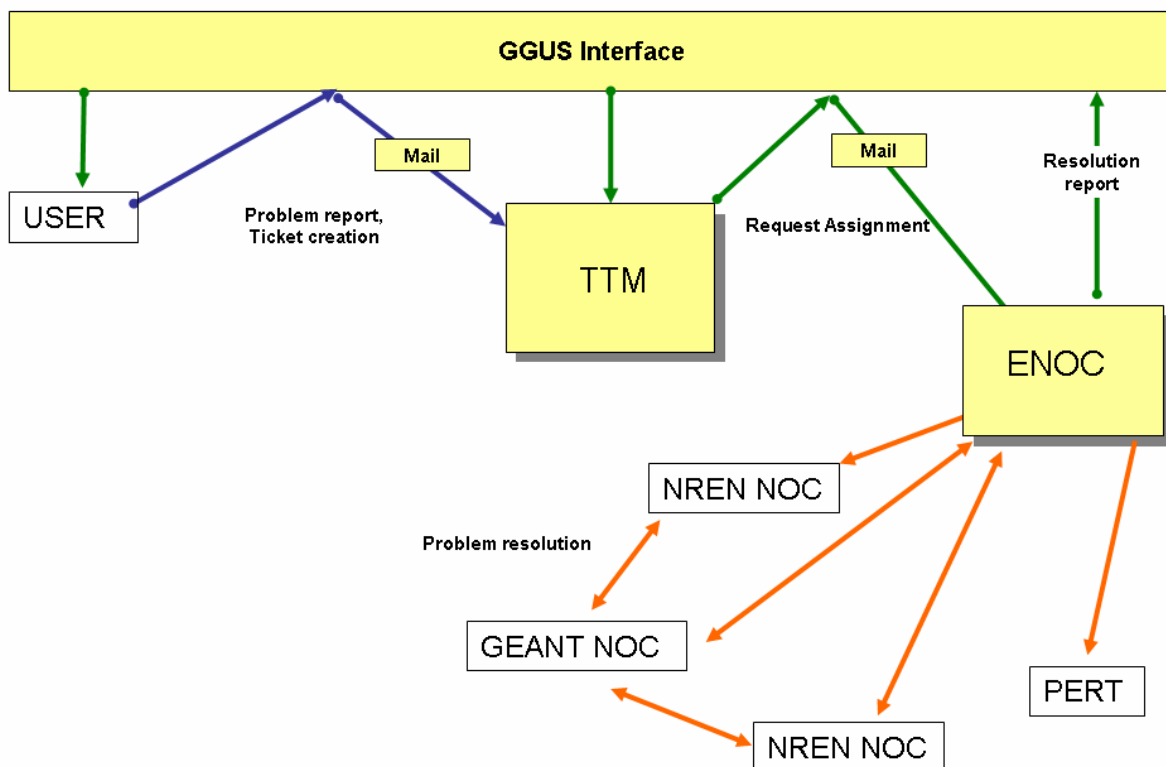 GGUS Interface
Mail
Mail
Resolution
report
USER
Problem report,
Ticket creation
Request Assignment
TTM
ENOC
NREN NOC
Problem resolution
GEANT NOC
PERT
NREN NOC